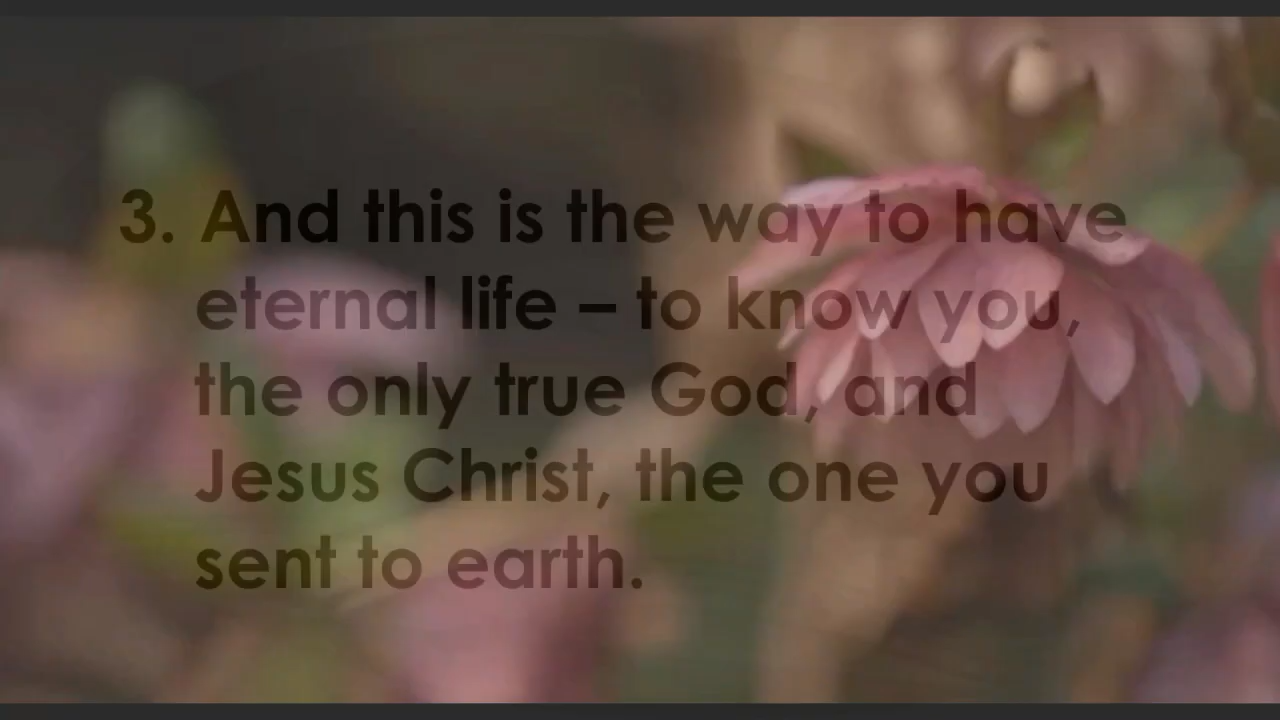 3. And this is the way to have
eternal life – to know you,
the only true God, and
Jesus Christ, the one you
sent to earth.